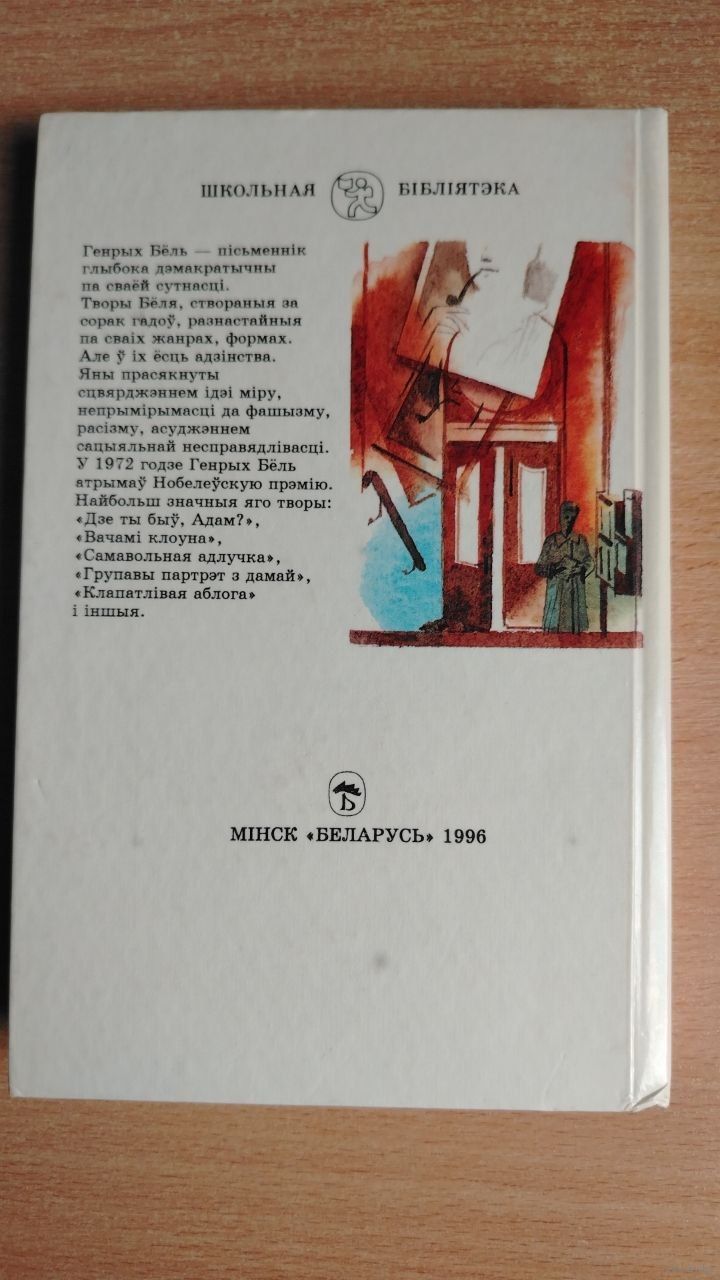 ШКОЛЬНАЯ БІБЛІЯТЭКА
Генрых Бёль — пісьменнік
глыбока дэмакратычны
па сваёй сутнасці.
Творы Бёля, створаныя за
сорак гадоў, разнастайныя
па сваіх жанрах, формах.
Але ў іх ёсць адзінства.
Яны прасякнуты
сцвярджэннем ідэі міру,
непрымірымасці да фашызму,
расізму, асуджэннем
сацыяльнай несправядлівасці.
У 1972 годзе Генрых Бёль
атрымаў Нобелеўскую прэмію.
Найбольш значныя яго творы:
«Дзе ты быў, Адам?»,
«Вачамі клоуна»,
«Самавольная адлучка»,
«Групавы партрэт з дамай»,
«Клапатлівая аблога»
і іншыя.
Б
МІНСК «БЕЛАРУСЬ» 1996